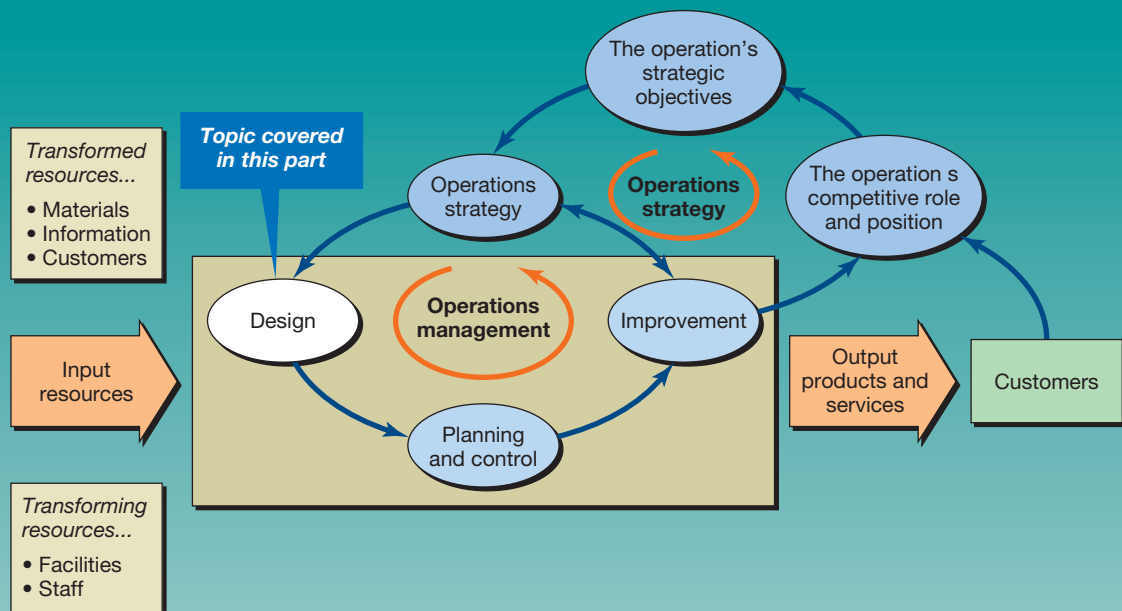 The operation's
strategic
objectives
Topic covered
in this part
Transformed
resources...
• Materials
• Information
• Customers
Operations
strategy
Operations
strategy
The operation s
competitive role
and position
Design
Operations
management
Improvement
Input
resources
Output
products and
services
Customers
Planning
and control
Transforming
resources...
• Facilities
• Staff